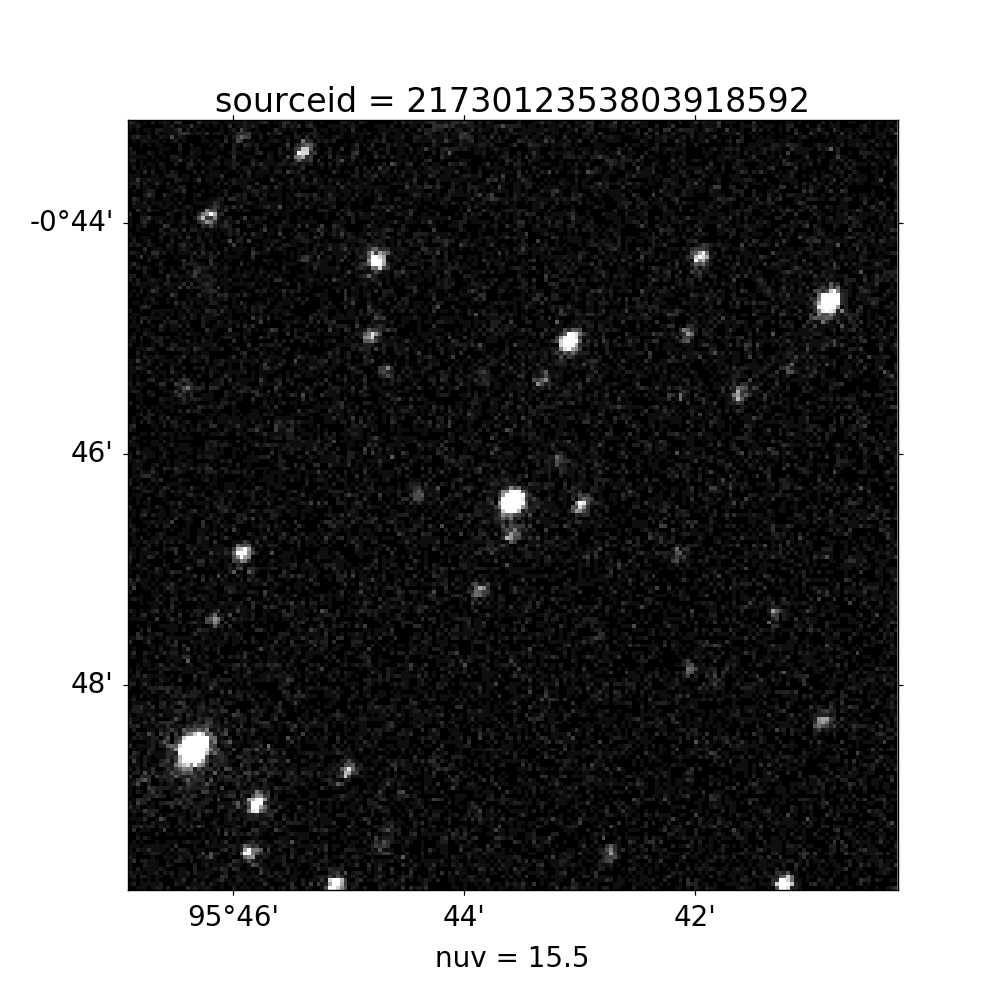 sourceid = 2173012353803918592
-0°44'
46'
48'
95°46' 44' 42'
nuv = 15.5